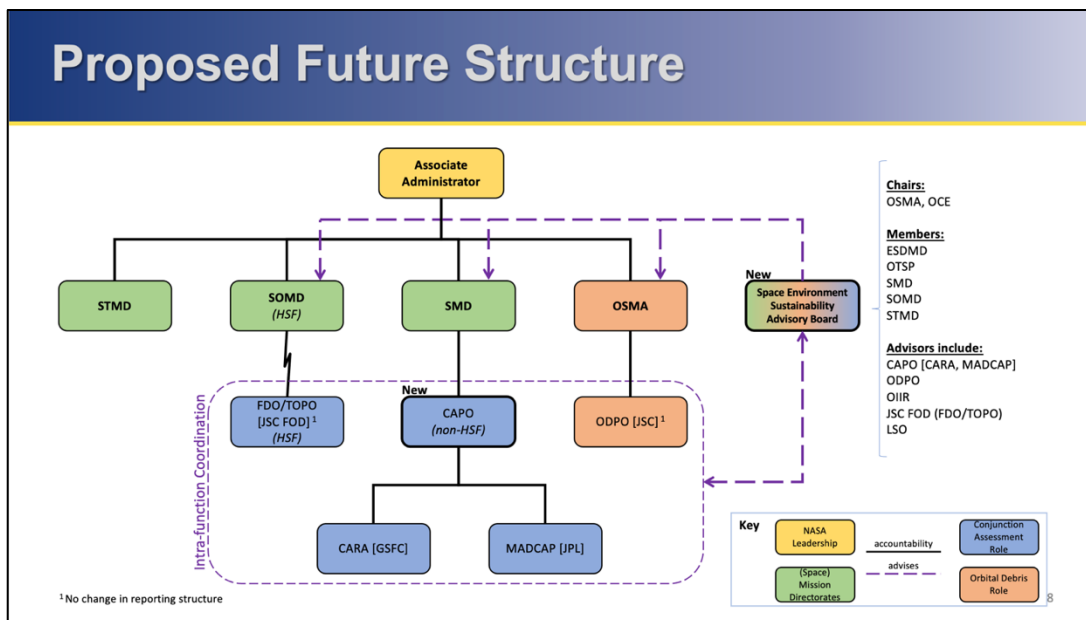 Proposed Future Structure
Associate
Administrator
STMD
SOMD
(HSF)
SMD
OSMA
New
Space Environment
Sustainability
Advisory Board
Chairs:
OSMA, OCE
Members:
ESDMD
OTSP
SMD
SOMD
STMD
Advisors include:
CAPO [CARA, MADCAP]
ODPO
OIIR
JSC FOD (FDO/TOPO)
LSO
Intra-function Coordination
FDO/TOPO
[JSC FOD] 1
(HSF)
New
CAPO
(non-HSF)
ODPO [JSC] 1
CARA [GSFC]
MADCAP [JPL]
Key
NASA
Leadership
accountability
Conjunction
Assessment
Role
(Space)
Mission
Directorates
advises
Orbital Debris
Role
1 No change in reporting structure
8